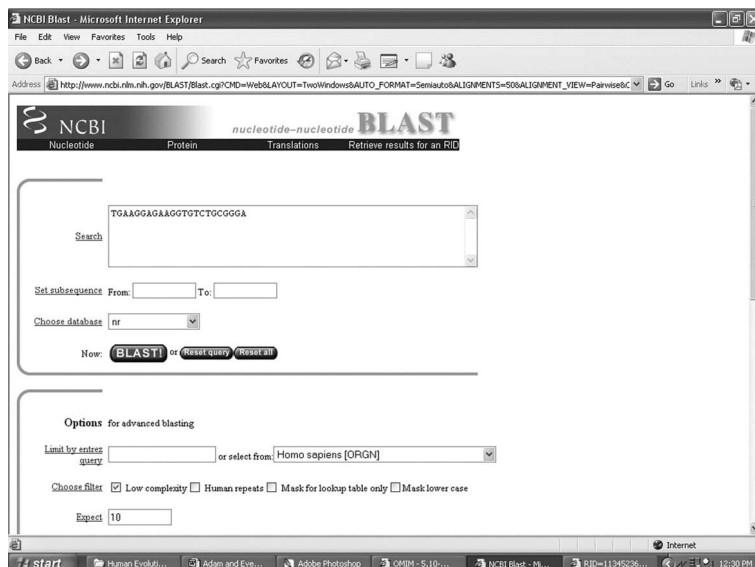 NCBI Blast - Microsoft Internet Explorer
File Edit View Favorites Tools Help
Back Search Favorites
Address http://www.ncbi.nlm.nih.gov/BLAST/Blast.cgi?CMD=Web&LAYOUT=TwoWindows&AUTO_FORMAT=Semiauto&ALIGNMENTS=50&ALIGNMENT_VIEW=Pairwise&C Go Links »
NCBI nucleotide-nucleotide BLAST
Nucleotide Protein Translations Retrieve results for an RID
TGAAGGAGAAGGTGTCTGCGGGA
Search
Set subsequence From: To:
Choose database nr
Now: BLAST! or Reset query Reset all
Options for advanced blasting
Limit by entrez query or select from: Homo sapiens [ORGN]
Choose filter Low complexity Human repeats Mask for lookup table only Mask lower case
Expect 10
Internet
start Human Evoluti... Adam and Eve... Adobe Photoshop OMIM - 5,10-... NCBI Blast - Mi... RID=11345236... 12:30 PM